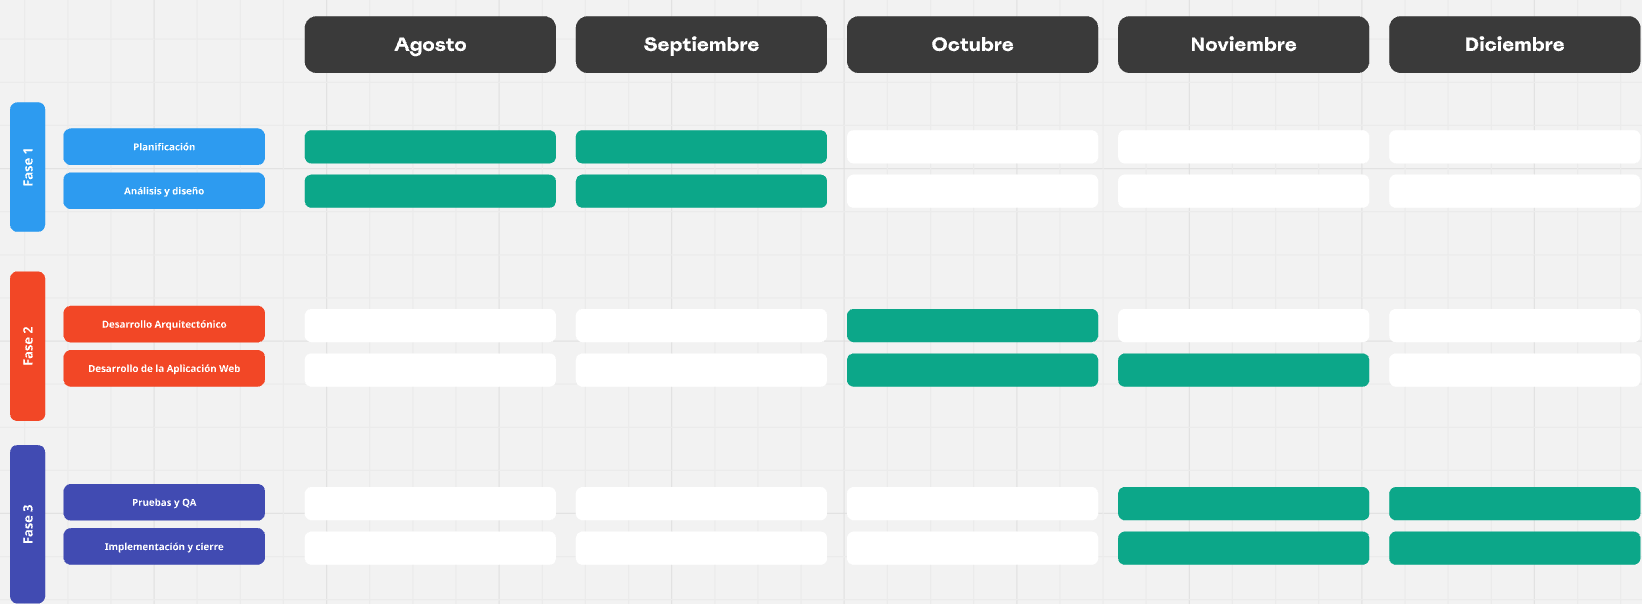 Agosto
Septiembre
Octubre
Noviembre
Diciembre
Fase 1
Planificación
Análisis y diseño
Fase 2
Desarrollo Arquitectónico
Desarrollo de la Aplicación Web
Fase 3
Pruebas y QA
Implementación y cierre